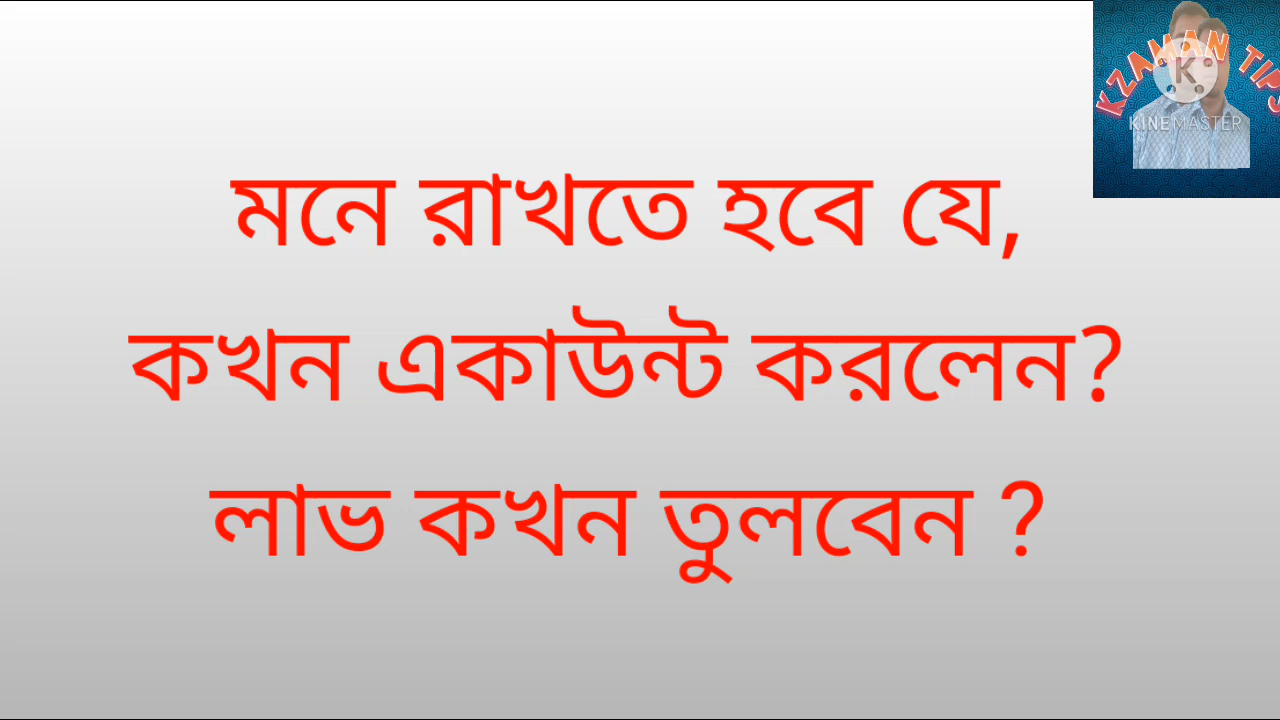 KZAMAN TIPS
KINEMASTER
মনে রাখতে হবে যে,
কখন একাউন্ট করলেন?
লাভ কখন তুলবেন ?